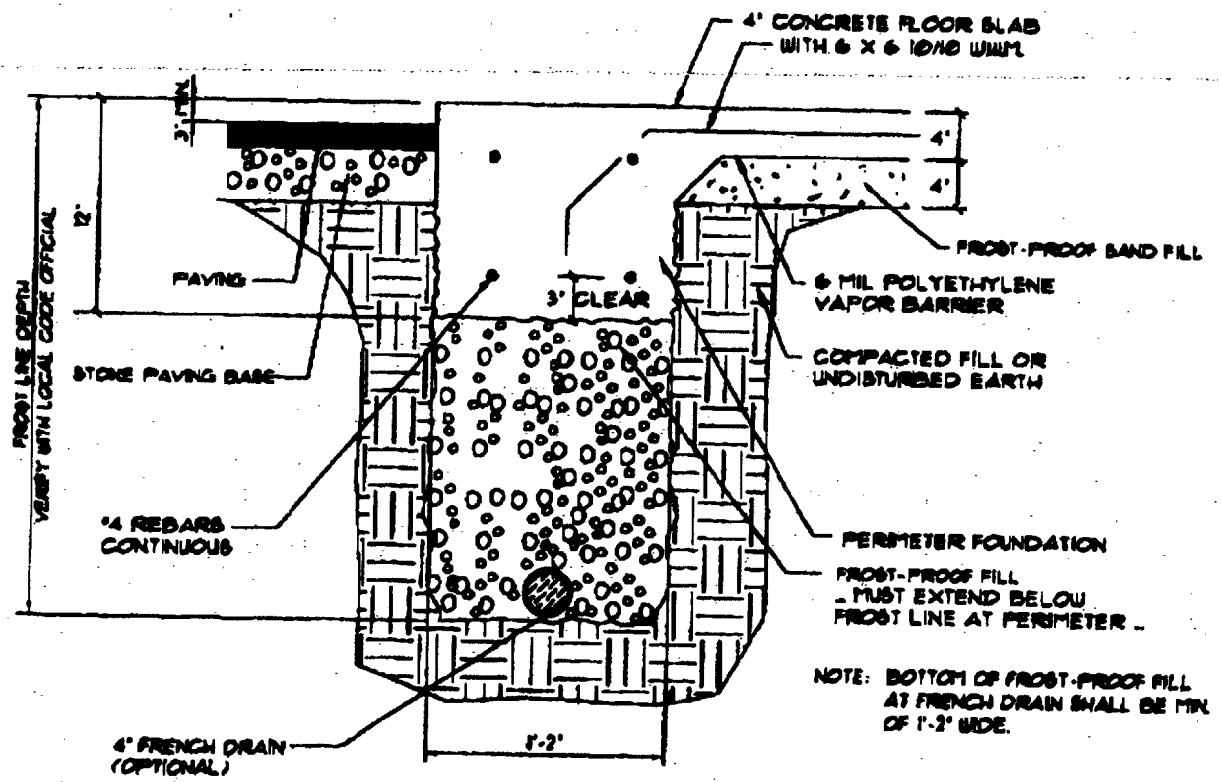 4" CONCRETE FLOOR SLAB
WITH 6 X 6 10/10 WWM.
3" MIN.
12"
FROST LINE DEPTH
VERIFY WITH LOCAL CODE OFFICIAL
4"
4"
FROST-PROOF SAND FILL
PAVING
6 MIL POLYETHYLENE
VAPOR BARRIER
3" CLEAR
STONE PAVING BASE
COMPACTED FILL OR
UNDISTURBED EARTH
#4 REBARS
CONTINUOUS
PERIMETER FOUNDATION
FROST-PROOF FILL
- MUST EXTEND BELOW
FROST LINE AT PERIMETER -
NOTE: BOTTOM OF FROST-PROOF FILL
AT FRENCH DRAIN SHALL BE MIN.
OF 1'-2" WIDE.
4" FRENCH DRAIN
(OPTIONAL)
1'-2"